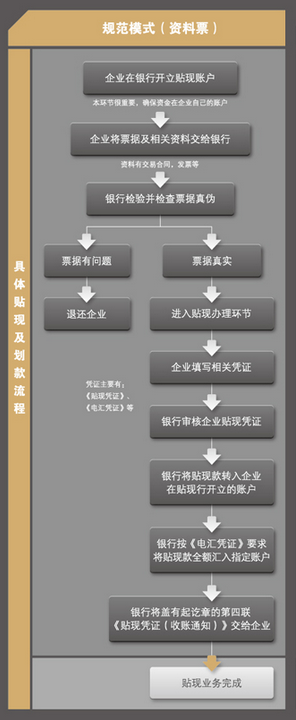 规范模式（资料票）
具体贴现及划款流程
企业在银行开立贴现账户
本环节很重要，确保资金在企业自己的账户
企业将票据及相关资料交给银行
资料有交易合同，发票等
银行检验并检查票据真伪
票据有问题
票据真实
退还企业
进入贴现办理环节
企业填写相关凭证
凭证主要有：
《贴现凭证》、
《电汇凭证》等
银行审核企业贴现凭证
银行将贴现款转入企业
在贴现行开立的账户
银行按《电汇凭证》要求
将贴现款全额汇入指定账户
银行将盖有起讫章的第四联
《贴现凭证（收账通知）》交给企业
贴现业务完成